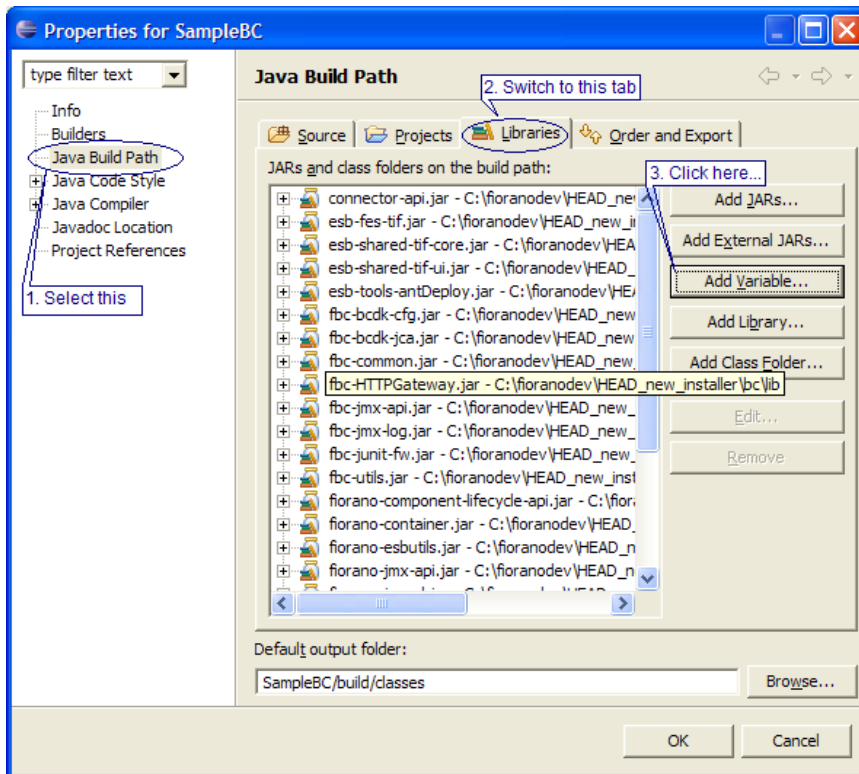 Properties for SampleBC
type filter text
Java Build Path
2. Switch to this tab
Info
Builders
Java Build Path
Java Code Style
Java Compiler
Javadoc Location
Project References
1. Select this
Source
Projects
Libraries
Order and Export
JARs and class folders on the build path:
3. Click here...
connector-api.jar - C:\fioranodev\HEAD_ne
esb-fes-tif.jar - C:\fioranodev\HEAD_new_i
esb-shared-tif-core.jar - C:\fioranodev\HEA
esb-shared-tif-ui.jar - C:\fioranodev\HEAD_
esb-tools-antDeploy.jar - C:\fioranodev\HEA
fbc-bcdk-cfg.jar - C:\fioranodev\HEAD_new
fbc-bcdk-jca.jar - C:\fioranodev\HEAD_new
fbc-common.jar - C:\fioranodev\HEAD_new_
fbc-HTTPGateway.jar - C:\fioranodev\HEAD_new_installer\bc\lib
fbc-jmx-api.jar - C:\fioranodev\HEAD_new_
fbc-jmx-log.jar - C:\fioranodev\HEAD_new_
fbc-junit-fw.jar - C:\fioranodev\HEAD_new_
fbc-utils.jar - C:\fioranodev\HEAD_new_inst
fiorano-component-lifecycle-api.jar - C:\fior
fiorano-container.jar - C:\fioranodev\HEAD_
fiorano-esbutils.jar - C:\fioranodev\HEAD_n
fiorano-jmx-api.jar - C:\fioranodev\HEAD_n
Add JARs...
Add External JARs...
Add Variable...
Add Library...
Add Class Folder...
Edit...
Remove
Default output folder:
SampleBC/build/classes
Browse...
OK
Cancel